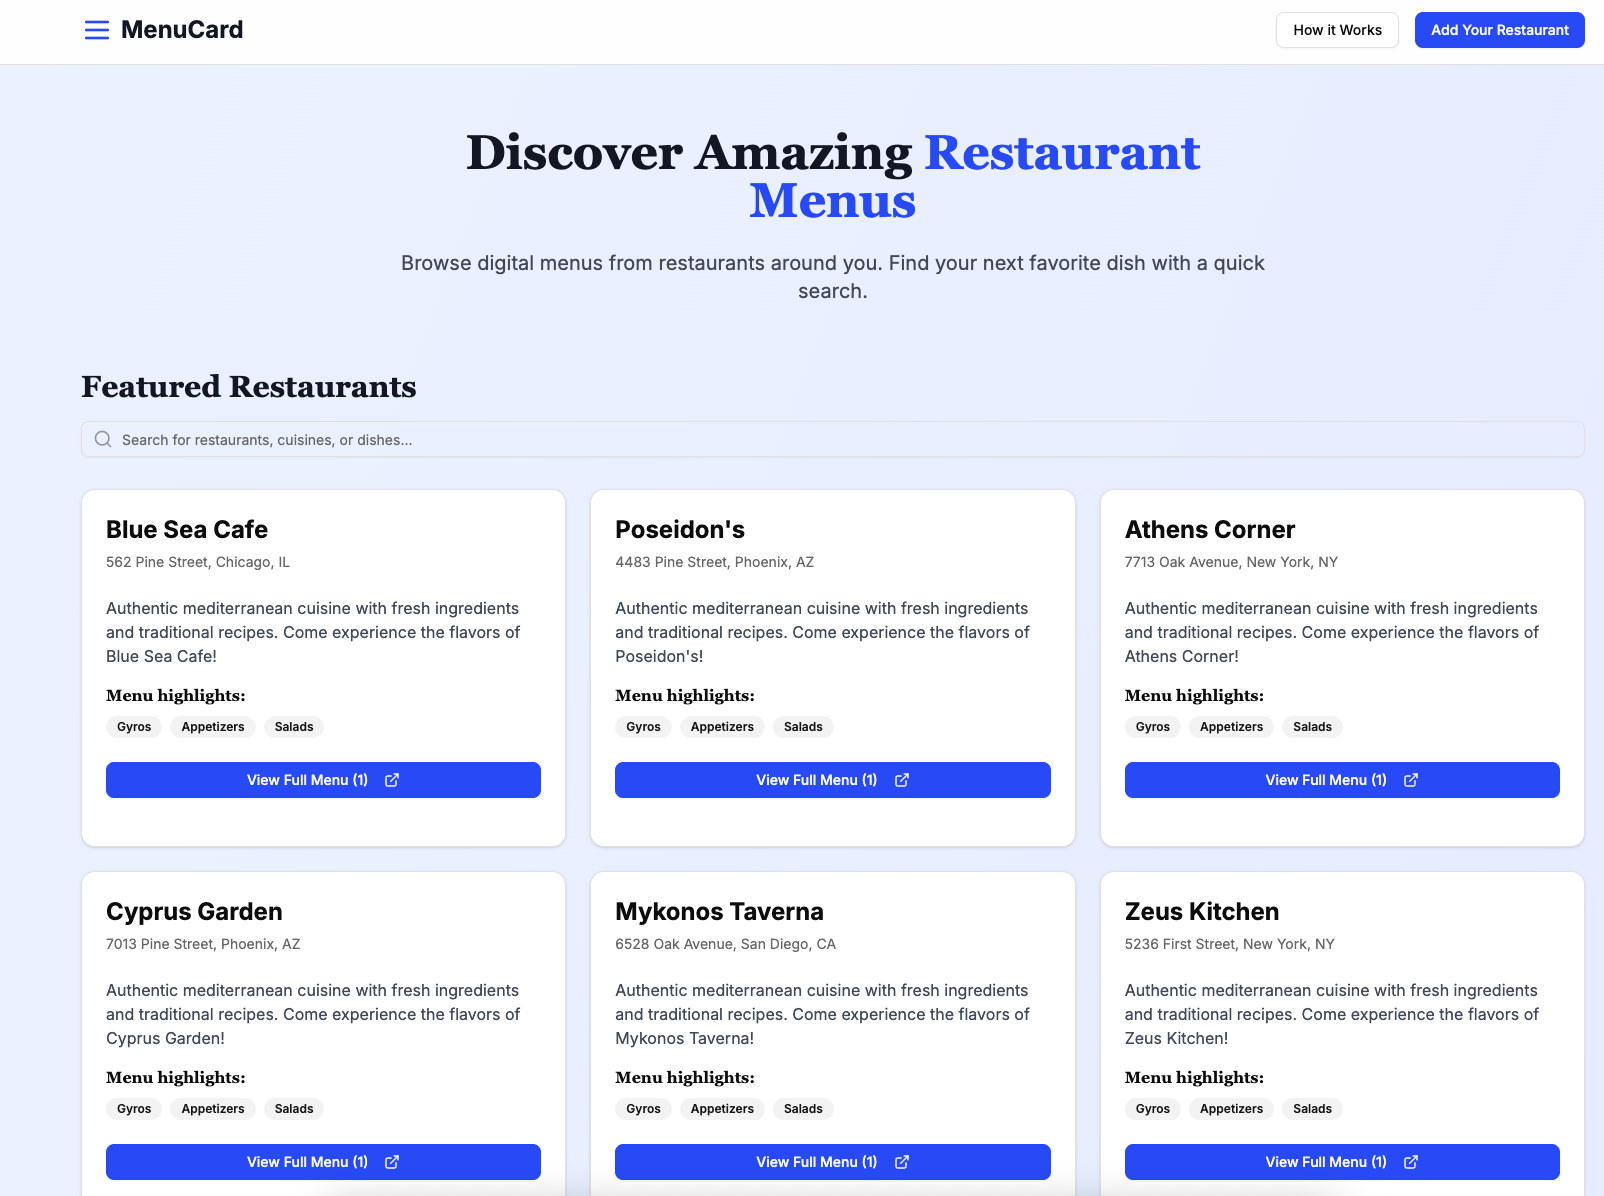 MenuCard
How it Works
Add Your Restaurant
Discover Amazing Restaurant
Menus
Browse digital menus from restaurants around you. Find your next favorite dish with a quick
search.
Featured Restaurants
Search for restaurants, cuisines, or dishes...
Blue Sea Cafe
562 Pine Street, Chicago, IL
Authentic mediterranean cuisine with fresh ingredients
and traditional recipes. Come experience the flavors of
Blue Sea Cafe!
Menu highlights:
Gyros Appetizers Salads
View Full Menu (1)
Poseidon's
4483 Pine Street, Phoenix, AZ
Authentic mediterranean cuisine with fresh ingredients
and traditional recipes. Come experience the flavors of
Poseidon's!
Menu highlights:
Gyros Appetizers Salads
View Full Menu (1)
Athens Corner
7713 Oak Avenue, New York, NY
Authentic mediterranean cuisine with fresh ingredients
and traditional recipes. Come experience the flavors of
Athens Corner!
Menu highlights:
Gyros Appetizers Salads
View Full Menu (1)
Cyprus Garden
7013 Pine Street, Phoenix, AZ
Authentic mediterranean cuisine with fresh ingredients
and traditional recipes. Come experience the flavors of
Cyprus Garden!
Menu highlights:
Gyros Appetizers Salads
View Full Menu (1)
Mykonos Taverna
6528 Oak Avenue, San Diego, CA
Authentic mediterranean cuisine with fresh ingredients
and traditional recipes. Come experience the flavors of
Mykonos Taverna!
Menu highlights:
Gyros Appetizers Salads
View Full Menu (1)
Zeus Kitchen
5236 First Street, New York, NY
Authentic mediterranean cuisine with fresh ingredients
and traditional recipes. Come experience the flavors of
Zeus Kitchen!
Menu highlights:
Gyros Appetizers Salads
View Full Menu (1)